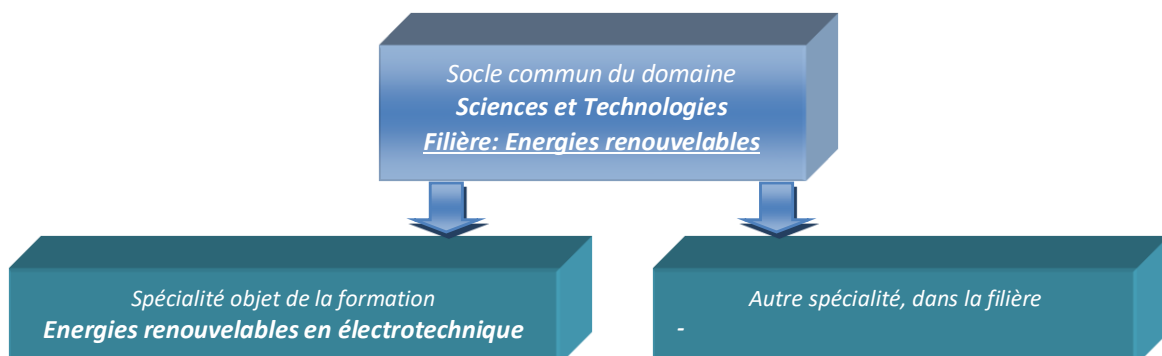 Socle commun du domaine
Sciences et Technologies
Filière: Energies renouvelables
Spécialité objet de la formation
Energies renouvelables en électrotechnique
Autre spécialité, dans la filière
-